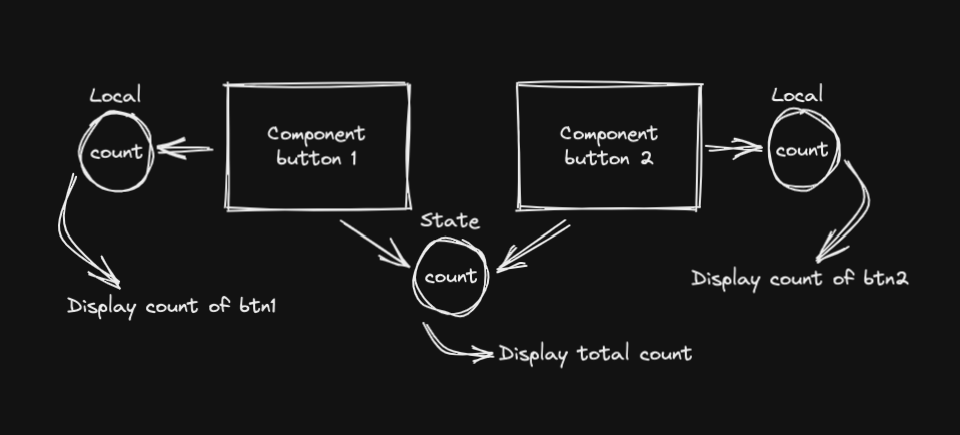 Local
count
Component
button 1
Display count of btn1
Component
button 2
Local
count
Display count of btn2
State
count
Display total count